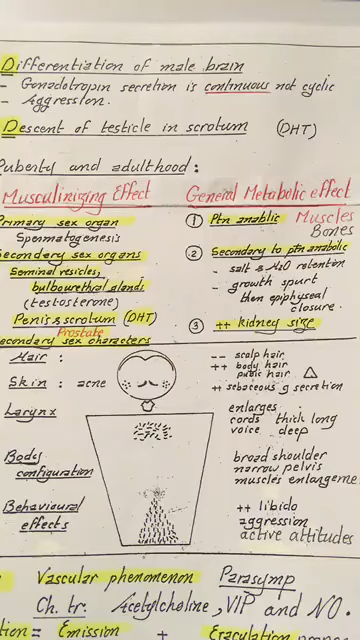 Differentiation of male brain
- Gonadotropin secretion is continuous not cyclic
- Aggression.
Descent of testicle in scrotum (DHT)
Puberty and adulthood:
Musculinizing Effect
Primary sex organ
Spermatogenesis
Secondary sex organs
Seminal vesicles,
bulbourethral glands
(testosterone)
Penis & scrotum (DHT)
Prostate
General Metabolic effect
① Ptn anablic Muscles
Bones
② Secondary to ptn anabolic
- salt & H2O retention
- growth spurt
then epiphyseal
closure.
③ ++ kidney size
Secondary sex characters
Hair: -- scalp hair
++ body hair
pubic hair △
Skin: acne ++ sebaceous g secretion
Larynx enlarges
cords thick long
voice deep
Body
configuration
broad shoulder
narrow pelvis
muscles enlargeme
Behavioural
effects
++ libido
aggression
active attitudes
Vascular phenomenon Parasymp
Ch. tr: Acetylcholine, VIP and NO.
= Emission +